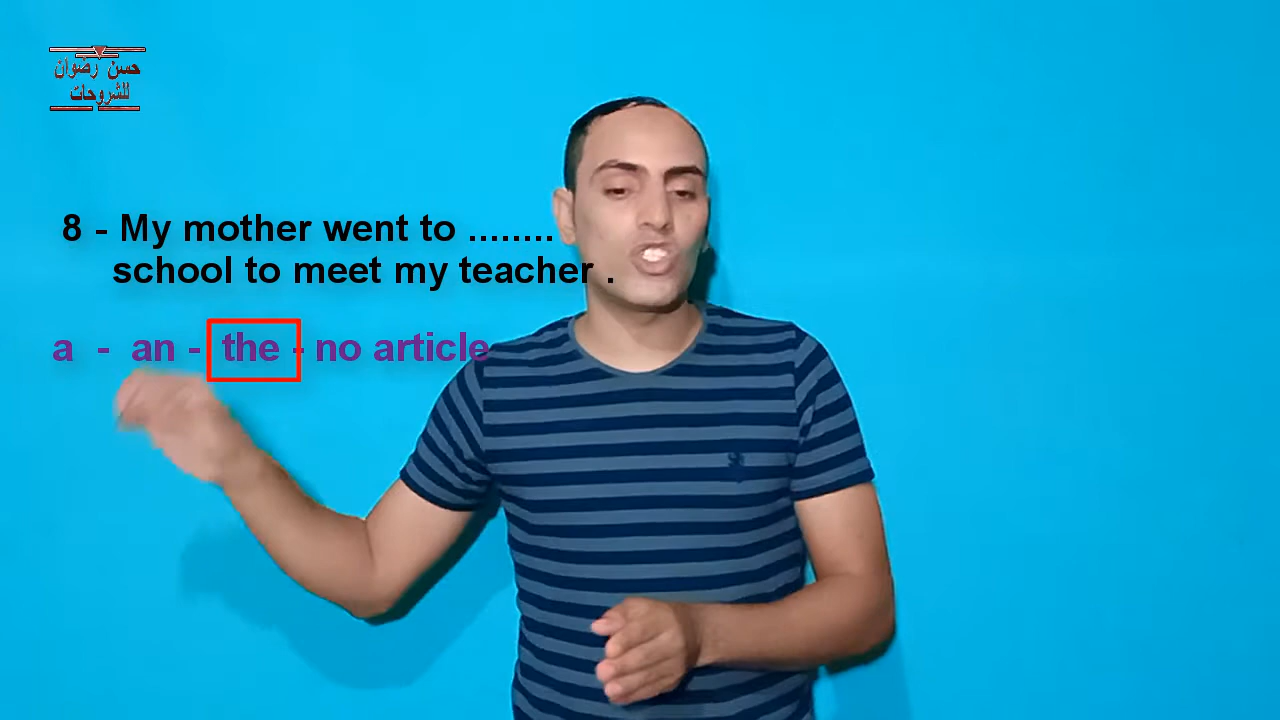 حسن رضوان
للشروحات
8 - My mother went to ........
school to meet my teacher .
a - an - the - no article